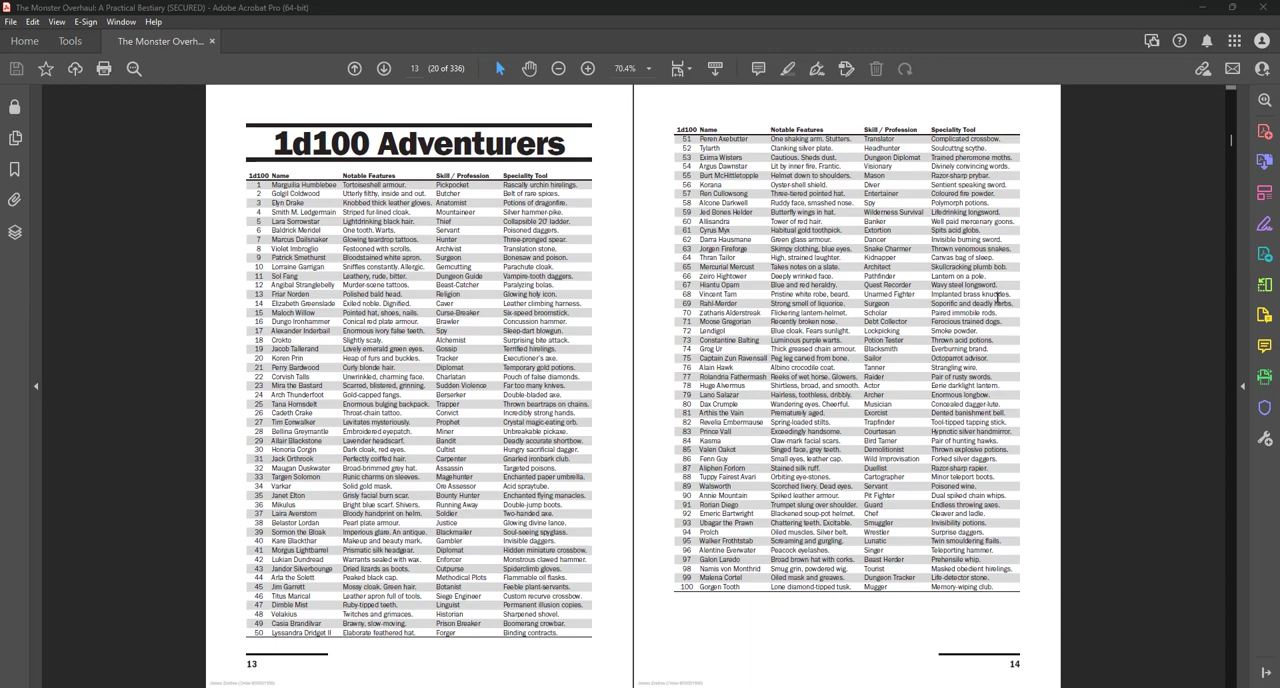 The Monster Overhaul: A Practical Bestiary (SECURED) - Adobe Acrobat Pro (64-bit)
File Edit View E-Sign Window Help
Home Tools The Monster Overh... ×
13 (20 of 336) 70.4%
1d100 Adventurers
1d100 Name Notable Features Skill / Profession Speciality Tool
1 Marguilia Humblebee Tortoiseshell armour. Pickpocket Rascally urchin hirelings.
2 Golgil Coldwood Utterly filthy, inside and out. Butcher Belt of rare spices.
3 Elyn Drake Knobbed thick leather gloves. Anatomist Potions of dragonfire.
4 Smith M. Ledgermain Striped fur-lined cloak. Mountaineer Silver hammer-pike.
5 Lara Sorrowstar Lightdrinking black hair. Thief Collapsible 20' ladder.
6 Baldrick Meridel One tooth. Warts. Servant Poisoned daggers.
7 Marcus Dailsnaker Glowing teardrop tattoos. Hunter Three-pronged spear.
8 Violet Imbroglio Festooned with scrolls. Archivist Translation stone.
9 Patrick Smethurst Bloodstained white apron. Surgeon Bonesaw and poison.
10 Lorraine Garrigan Sniffles constantly. Allergic. Gemcutting Parachute cloak.
11 Sol Fang Leathery, rude, bitter. Dungeon Guide Vampire-tooth daggers.
12 Angibal Stranglebelly Murder-scene tattoos. Beast-Catcher Paralyzing bolas.
13 Friar Norden Polished bald head. Religion Glowing holy icon.
14 Elizabeth Greenslade Exiled noble. Dignified. Caver Leather climbing harness.
15 Maloch Willow Pointed hat, shoes, nails. Curse-Breaker Six-speed broomstick.
16 Dungo Ironhammer Conical red plate armour. Brawler Concussion hammer.
17 Alexander Inderbail Enormous ivory false teeth. Spy Sleep-dart blowgun.
18 Crokto Slightly scaly. Alchemist Surprising bite attack.
19 Jacob Tallerand Lovely emerald green eyes. Gossip Terrified hirelings.
20 Koren Prin Heap of furs and buckles. Tracker Executioner's axe.
21 Perry Bardwood Curly blonde hair. Diplomat Temporary gold potions.
22 Corvish Talls Unwrinkled, charming face. Charlatan Pouch of false diamonds.
23 Mira the Bastard Scarred, blistered, grinning. Sudden Violence Far too many knives.
24 Arch Thunderfoot Gold-capped fangs. Berserker Double-bladed axe.
25 Tana Hornsdelt Enormous bulging backpack. Trapper Thrown beartraps on chains.
26 Cadeth Crake Throat-chain tattoo. Convict Incredibly strong hands.
27 Tim Eorwalker Levitates mysteriously. Prophet Crystal magic-eating orb.
28 Bellina Greymantle Embroidered eyepatch. Miner Unbreakable pickaxe.
29 Allair Blackstone Lavender headscarf. Bandit Deadly accurate shortbow.
30 Honoria Corgin Dark cloak, red eyes. Cultist Hungry sacrificial dagger.
31 Jack Orthrook Perfectly coiffed hair. Carpenter Gnarled ironbark club.
32 Maugan Duskwater Broad-brimmed grey hat. Assassin Targeted poisons.
33 Targen Solomon Runic charms on sleeves. Magehunter Enchanted paper umbrella.
34 Varkar Solid gold mask. Ore Assessor Acid spraytube.
35 Janet Elton Grisly facial burn scar. Bounty Hunter Enchanted flying manacles.
36 Mikulus Bright blue scarf. Shivers. Running Away Double-jump boots.
37 Laira Averstorn Bloody handprint on helm. Soldier Two-handed axe.
38 Belastor Lordan Pearl plate armour. Justice Glowing divine lance.
39 Sormon the Bloak Imperious glare. An antique. Blackmailer Soul-seeing spyglass.
40 Kare Blackthar Makeup and beauty mark. Gambler Invisible daggers.
41 Morgus Lightbarrel Prismatic silk headgear. Diplomat Hidden miniature crossbow.
42 Lukian Dundread Warrants sealed with wax. Enforcer Monstrous clawed hammer.
43 Jandor Silverbounge Dried lizards as boots. Cutpurse Spiderclimb gloves.
44 Arla the Solett Peaked black cap. Methodical Plots Flammable oil flasks.
45 Jim Garrett Mossy cloak. Green hair. Botanist Feeble plant-servants.
46 Titus Marical Leather apron full of tools. Siege Engineer Custom recurve crossbow.
47 Dimble Mist Ruby-tipped teeth. Linguist Permanent illusion copies.
48 Velakius Twitches and grimaces. Historian Sharpened shovel.
49 Casia Brandilvar Brawny, slow-moving. Prison Breaker Boomerang crowbar.
50 Lyssandra Dridget II Elaborate feathered hat. Forger Binding contracts.
13
1d100 Name Notable Features Skill / Profession Speciality Tool
51 Peren Axebutter One shaking arm. Stutters. Translator Complicated crossbow.
52 Tylarth Clanking silver plate. Headhunter Soulcutting scythe.
53 Exima Wisters Cautious. Sheds dust. Dungeon Diplomat Trained pheromone moths.
54 Argus Dawnstar Lit by inner fire. Frantic. Visionary Divinely convincing words.
55 Burt McHittletopple Helmet down to shoulders. Mason Razor-sharp prybar.
56 Korana Oyster-shell shield. Diver Sentient speaking sword.
57 Ren Cullowsong Three-tiered pointed hat. Entertainer Coloured fire powder.
58 Alcone Darkwell Ruddy face, smashed nose. Spy Polymorph potions.
59 Jed Bones Helder Butterfly wings in hat. Wilderness Survival Lifedrinking longsword.
60 Allisandra Tower of red hair. Banker Well paid mercenary goons.
61 Cyrus Myx Habitual gold toothpick. Extortion Spits acid globs.
62 Darra Hausmane Green glass armour. Dancer Invisible burning sword.
63 Jorgen Fireforge Skimpy clothing, blue eyes. Snake Charmer Thrown venomous snakes.
64 Thran Tailor High, strained laughter. Kidnapper Canvas bag of sleep.
65 Mercurial Mercust Takes notes on a slate. Architect Skullcracking plumb bob.
66 Zeiro Hightower Deeply wrinkled face. Pathfinder Lantern on a pole.
67 Hiantu Opam Blue and red heraldry. Quest Recorder Wavy steel longsword.
68 Vincent Tam Pristine white robe, beard. Unarmed Fighter Implanted brass knuckles.
69 Rahl-Merder Strong smell of liquorice. Surgeon Soporific and deadly herbs.
70 Zatharis Alderstreak Flickering lantern-helmet. Scholar Paired immobile rods.
71 Moose Gregorian Recently broken nose. Debt Collector Ferocious trained dogs.
72 Lendigol Blue cloak. Fears sunlight. Lockpicking Smoke powder.
73 Constantine Balting Luminous purple warts. Potion Tester Thrown acid potions.
74 Grog Ur Thick greased chain armour. Blacksmith Everburning brand.
75 Captain Zun Ravensail Peg leg carved from bone. Sailor Octoparrot advisor.
76 Alain Hawk Albino crocodile coat. Tanner Strangling wire.
77 Rolandria Fathermash Reeks of wet horse. Glowers. Raider Pair of rusty swords.
78 Huge Alvermus Shirtless, broad, and smooth. Actor Eerie darklight lantern.
79 Lano Salazar Hairless, toothless, dribbly. Archer Enormous longbow.
80 Dax Crumple Wandering eyes. Cheerful. Musician Concealed dagger-lute.
81 Arthis the Vain Prematurely aged. Exorcist Dented banishment bell.
82 Revelia Embermause Spring-loaded stilts. Trapfinder Tool-tipped tapping stick.
83 Prince Vall Exceedingly handsome. Courtesan Hypnotic silver handmirror.
84 Kasma Claw-mark facial scars. Bird Tamer Pair of hunting hawks.
85 Valen Oakot Singed face, grey teeth. Demolitionist Thrown explosive potions.
86 Fenn Guy Small eyes, leather cap. Wild Improvisation Forked silver daggers.
87 Aliphen Forlorn Stained silk ruff. Duellist Razor-sharp rapier.
88 Tuppy Fairest Avari Orbiting eye-stones. Cartographer Minor teleport boots.
89 Walsworth Scorched livery. Dead eyes. Servant Poisoned wine.
90 Annie Mountain Spiked leather armour. Pit Fighter Dual spiked chain whips.
91 Rorian Diego Trumpet slung over shoulder. Guard Endless throwing axes.
92 Emeric Bartwright Blackened soup-pot helmet. Chef Cleaver and ladle.
93 Ubagar the Prawn Chattering teeth. Excitable. Smuggler Invisibility potions.
94 Prolch Oiled muscles. Silver belt. Wrestler Surprise daggers.
95 Walker Frothtstab Screaming and gurgling. Lunatic Twin smouldering flails.
96 Alentine Everwater Peacock eyelashes. Singer Teleporting hammer.
97 Galon Laredo Broad brown hat with corks. Beast Herder Prehensile whip.
98 Namis von Monthrid Smug grin, powdered wig. Tourist Masked obedient hirelings.
99 Malena Cortel Oiled mask and greaves. Dungeon Tracker Life-detector stone.
100 Gorgen Tooth Lone diamond-tipped tusk. Mugger Memory-wiping club.
14